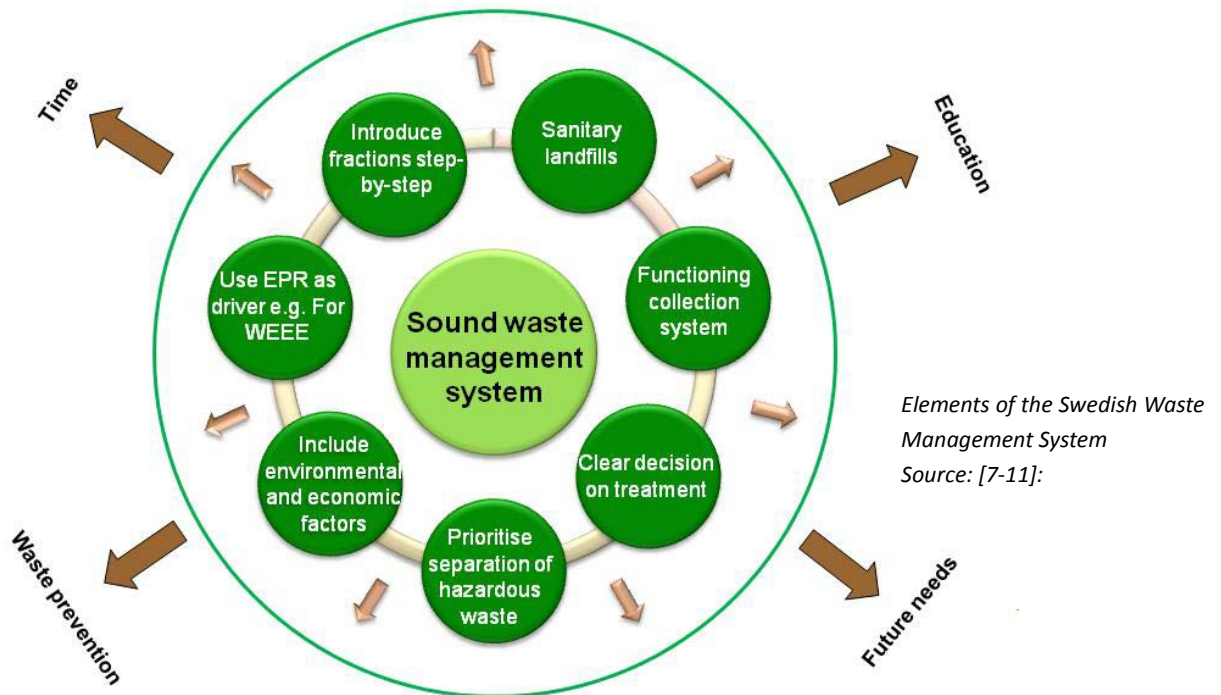 Time
Education
Introduce
fractions step-
by-step
Sanitary
landfills
Use EPR as
driver e.g. For
WEEE
Functioning
collection
system
Sound waste
management
system
Elements of the Swedish Waste
Management System
Source: [7-11]:
Include
environmental
and economic
factors
Clear decision
on treatment
Prioritise
separation of
hazardous
waste
Waste prevention
Future needs